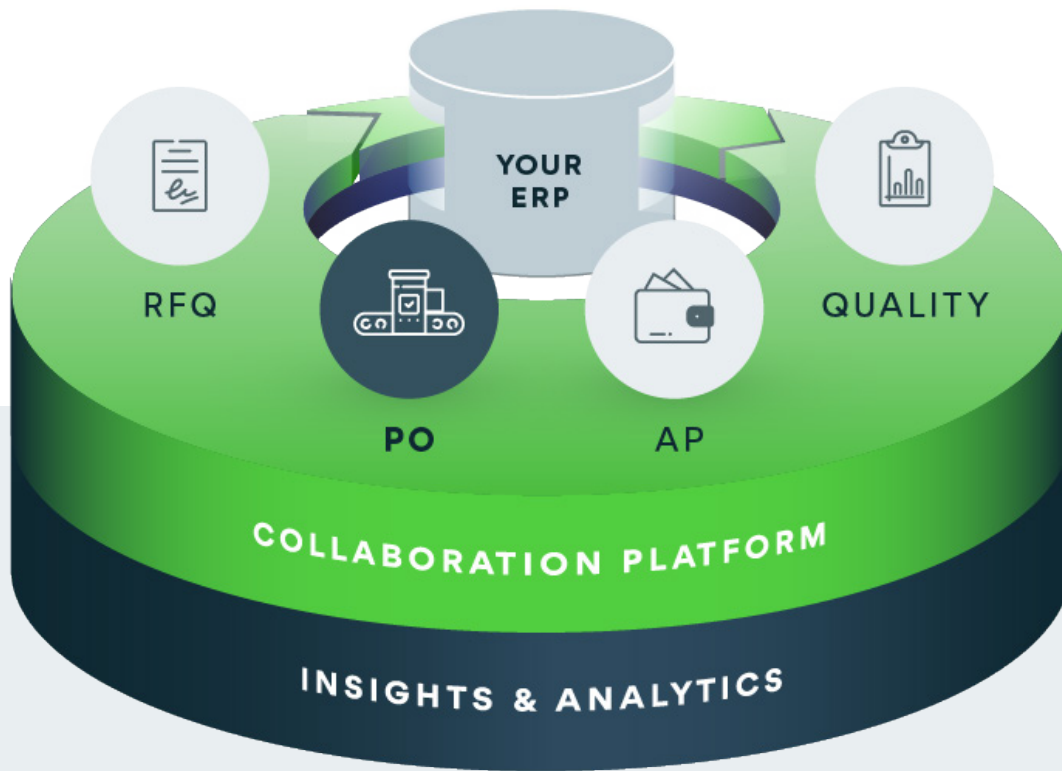 YOUR
ERP
RFQ
QUALITY
PO
AP
COLLABORATION PLATFORM
INSIGHTS & ANALYTICS